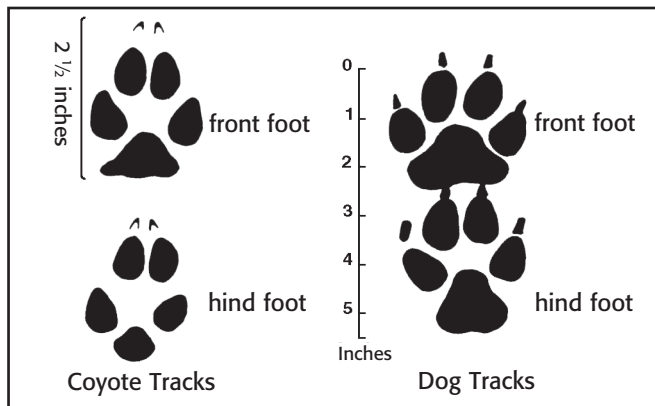 2 ½ inches
front foot
hind foot
Coyote Tracks
0
1
2
3
4
5
Inches
front foot
hind foot
Dog Tracks